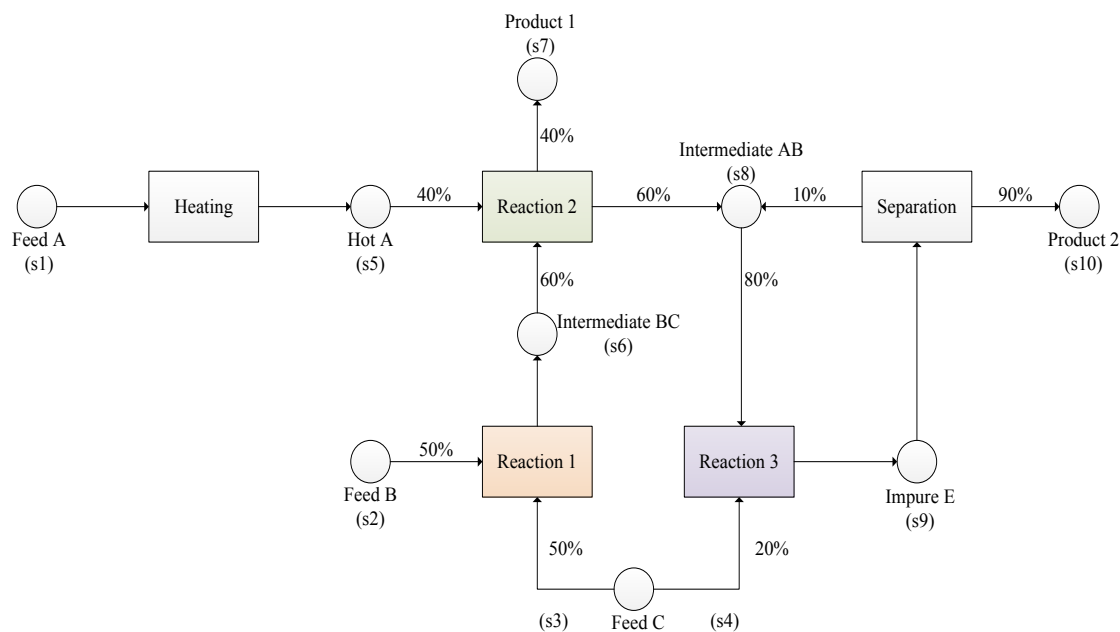 Product 1
(s7)
40%
Intermediate AB
(s8)
Heating
40%
Reaction 2
60%
10%
Separation
90%
Feed A
(s1)
Hot A
(s5)
Product 2
(s10)
60%
80%
Intermediate BC
(s6)
50%
Reaction 1
Reaction 3
Feed B
(s2)
Impure E
(s9)
50%
20%
(s3)
Feed C
(s4)